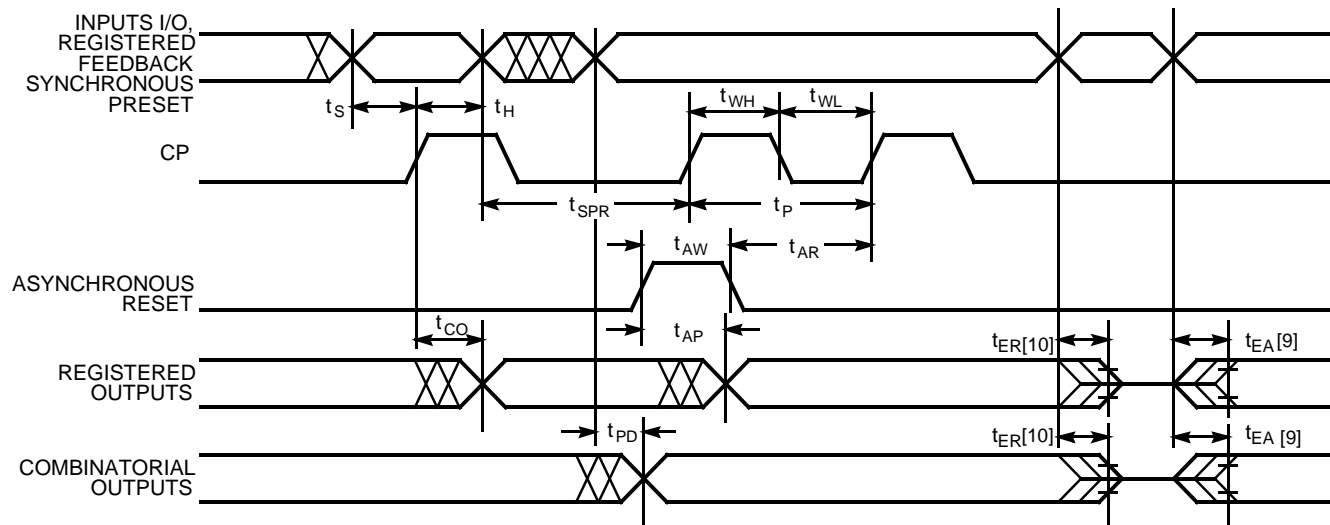 INPUTS I/O,
REGISTERED
FEEDBACK
SYNCHRONOUS
PRESET
tS
tH
tWH
tWL
CP
tSPR
tP
tAW
tAR
ASYNCHRONOUS
RESET
tCO
tAP
tER[10]
tEA[9]
REGISTERED
OUTPUTS
tPD
tER[10]
tEA [9]
COMBINATORIAL
OUTPUTS